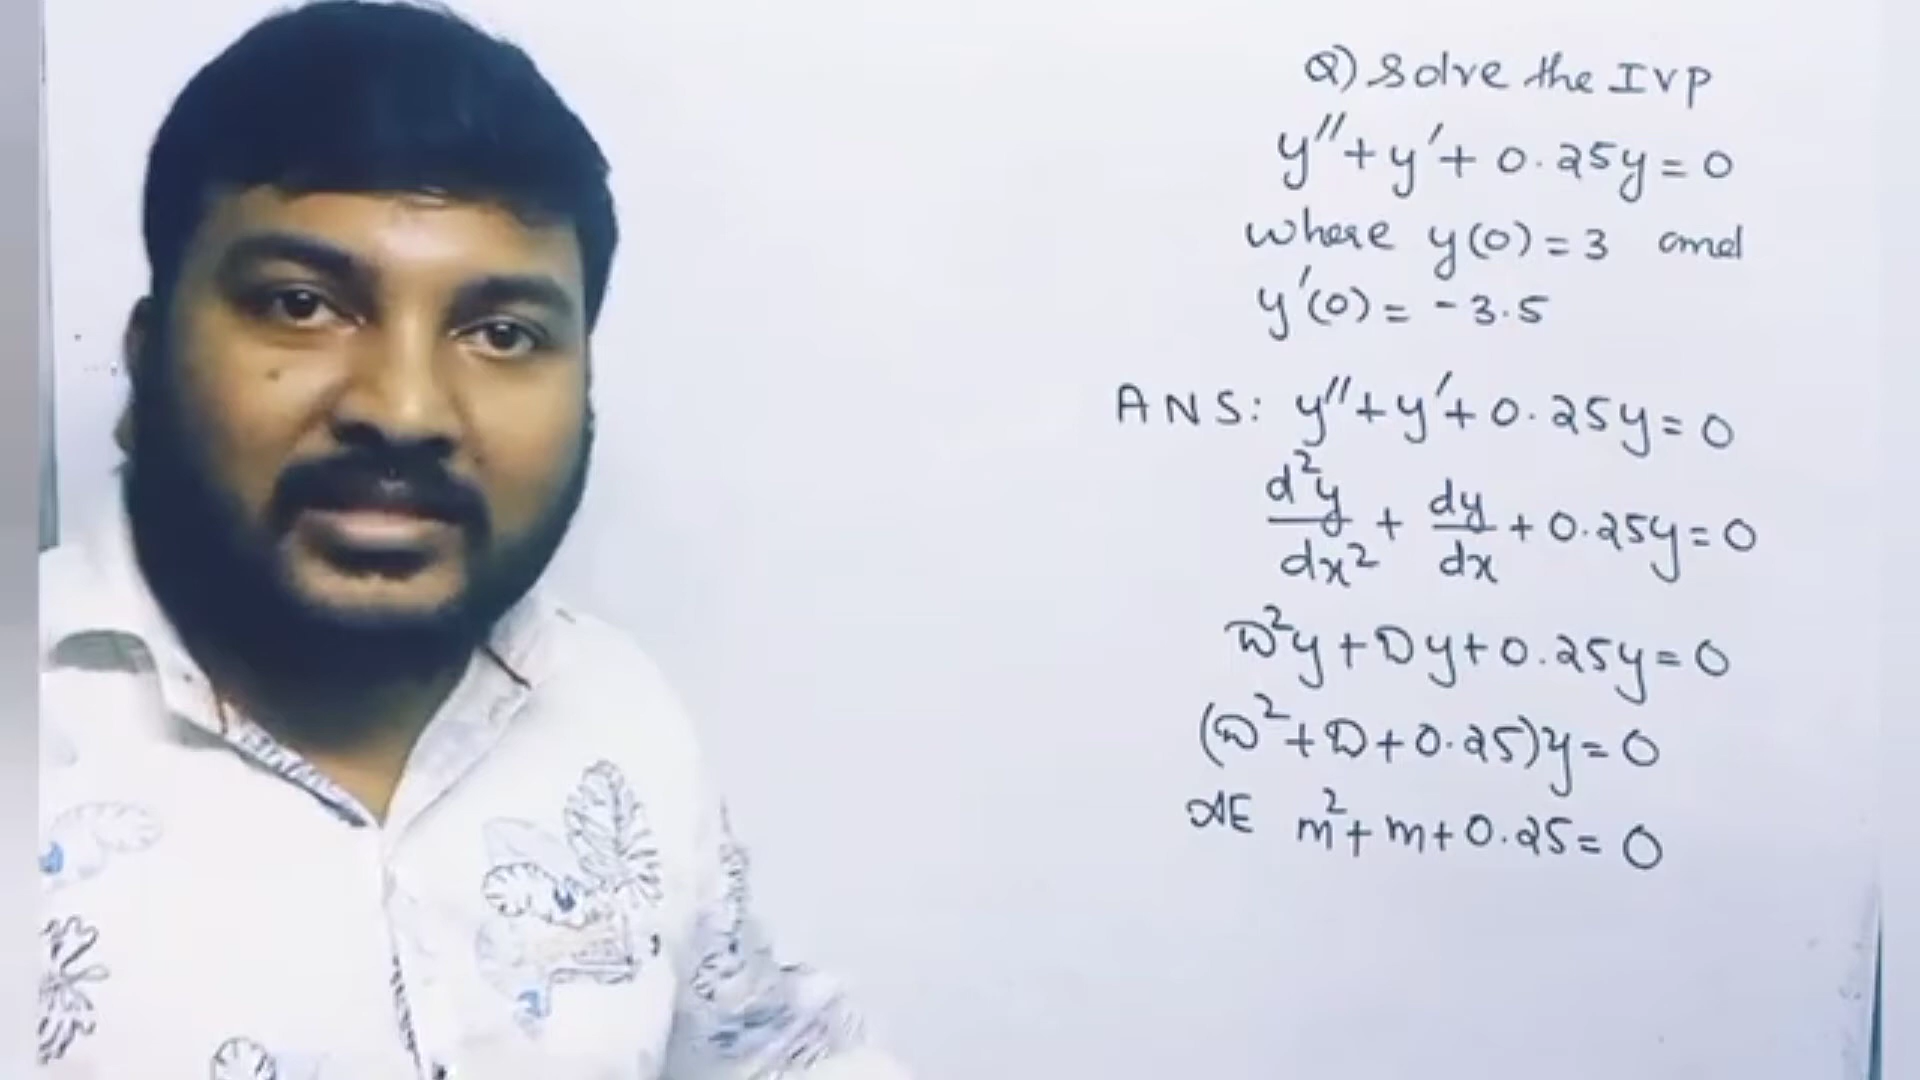 Q) Solve the IVP
y''+y'+0.25y=0
where y(0)=3 and
y'(0)=-3.5
ANS: y''+y'+0.25y=0
d²y/dx² + dy/dx + 0.25y=0
D²y+Dy+0.25y=0
(D²+D+0.25)y=0
AE m²+m+0.25=0